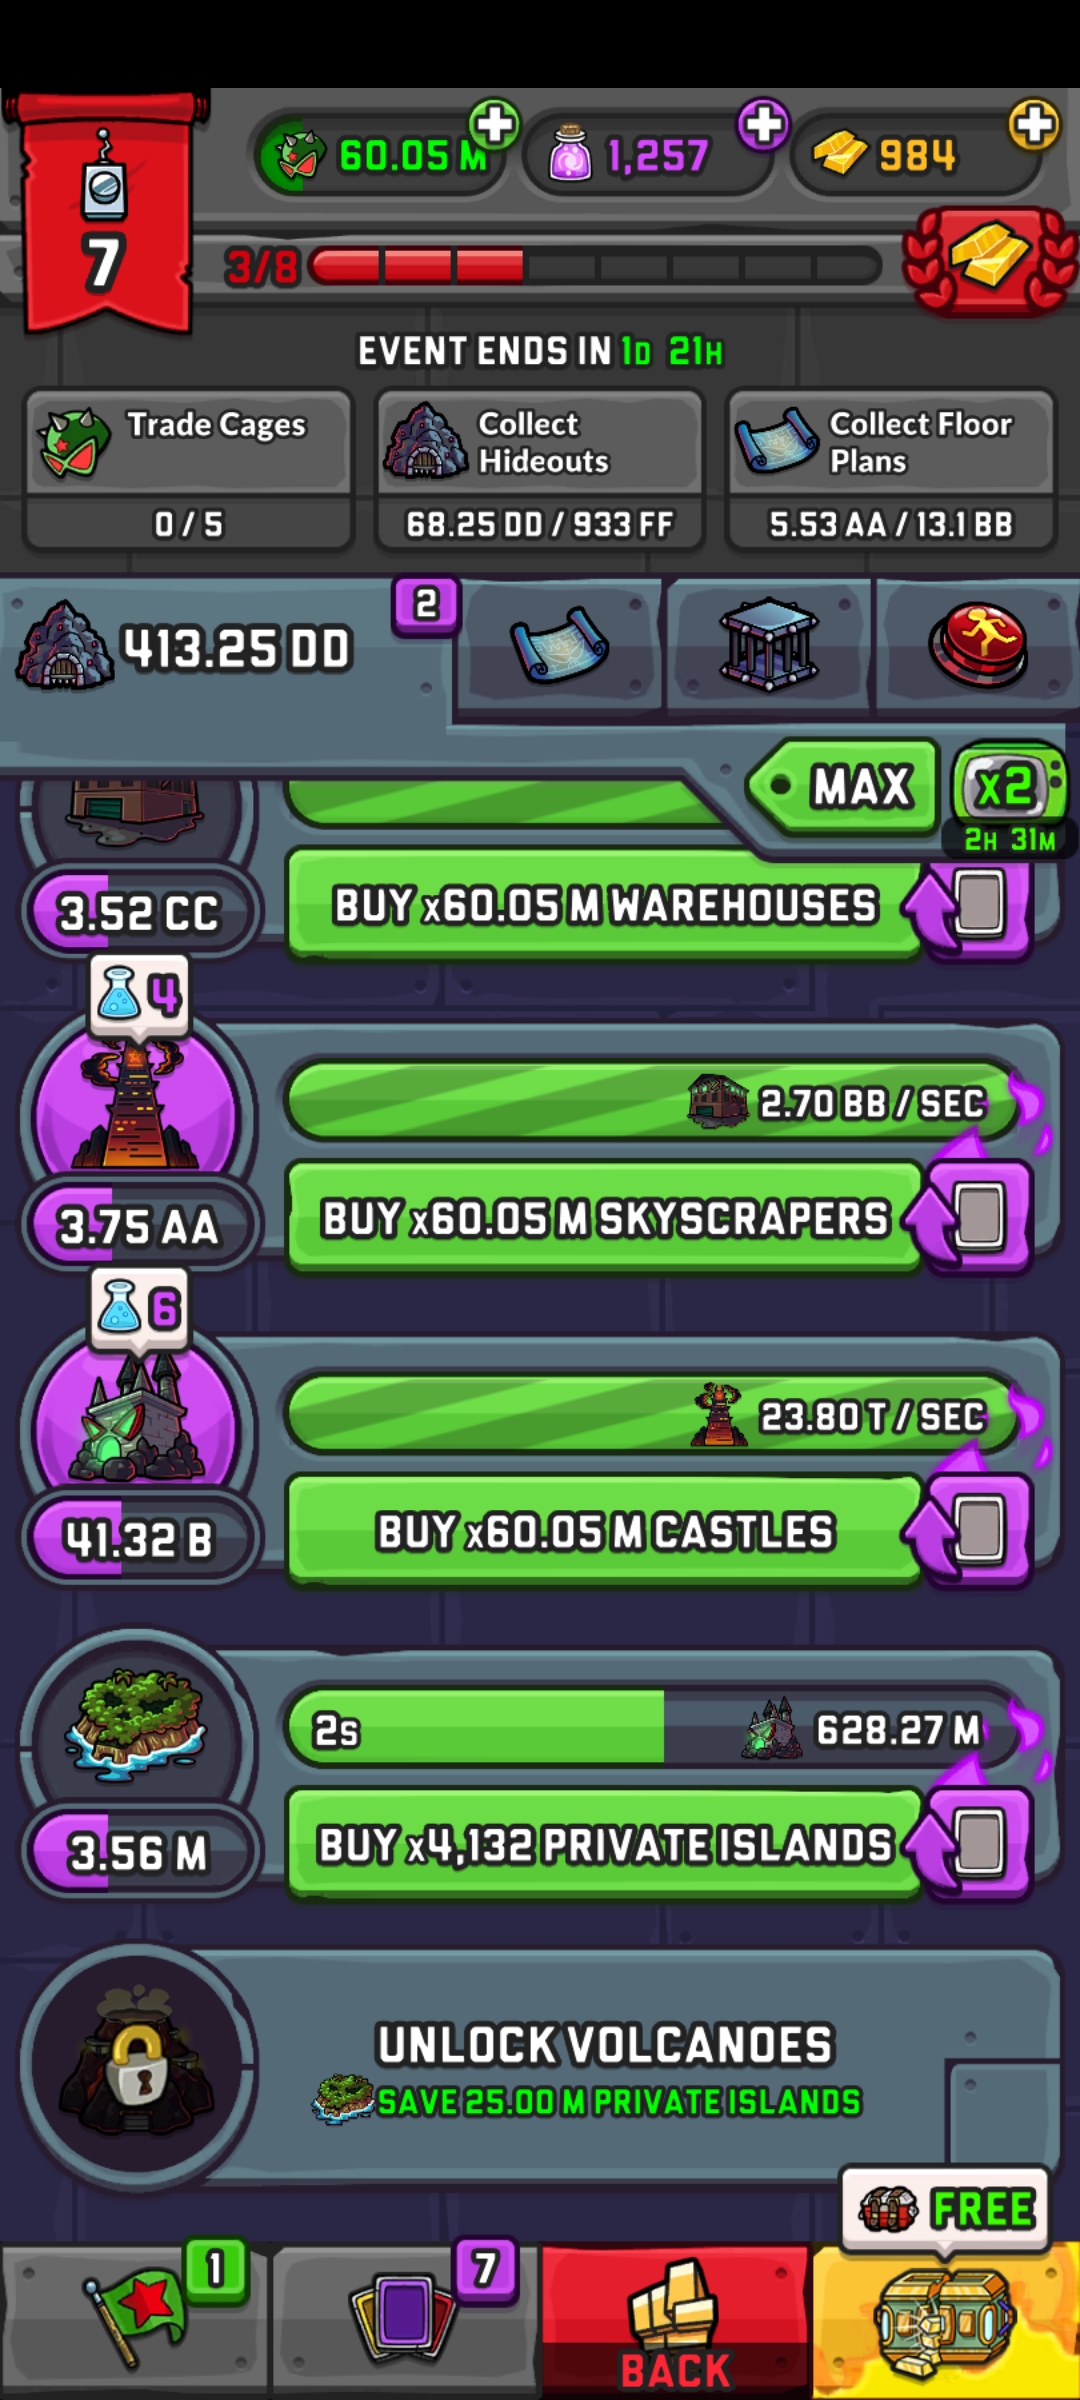 60.05 M
1,257
984
7
3/8
EVENT ENDS IN 1D 21H
Trade Cages
0 / 5
Collect
Hideouts
68.25 DD / 933 FF
Collect Floor
Plans
5.53 AA / 13.1 BB
413.25 DD
2
MAX
x2
2H 31M
3.52 CC
BUY x60.05 M WAREHOUSES
4
2.70 BB / SEC
3.75 AA
BUY x60.05 M SKYSCRAPERS
6
23.80 T / SEC
41.32 B
BUY x60.05 M CASTLES
2s
628.27 M
3.56 M
BUY x4,132 PRIVATE ISLANDS
UNLOCK VOLCANOES
SAVE 25.00 M PRIVATE ISLANDS
FREE
1
7
BACK